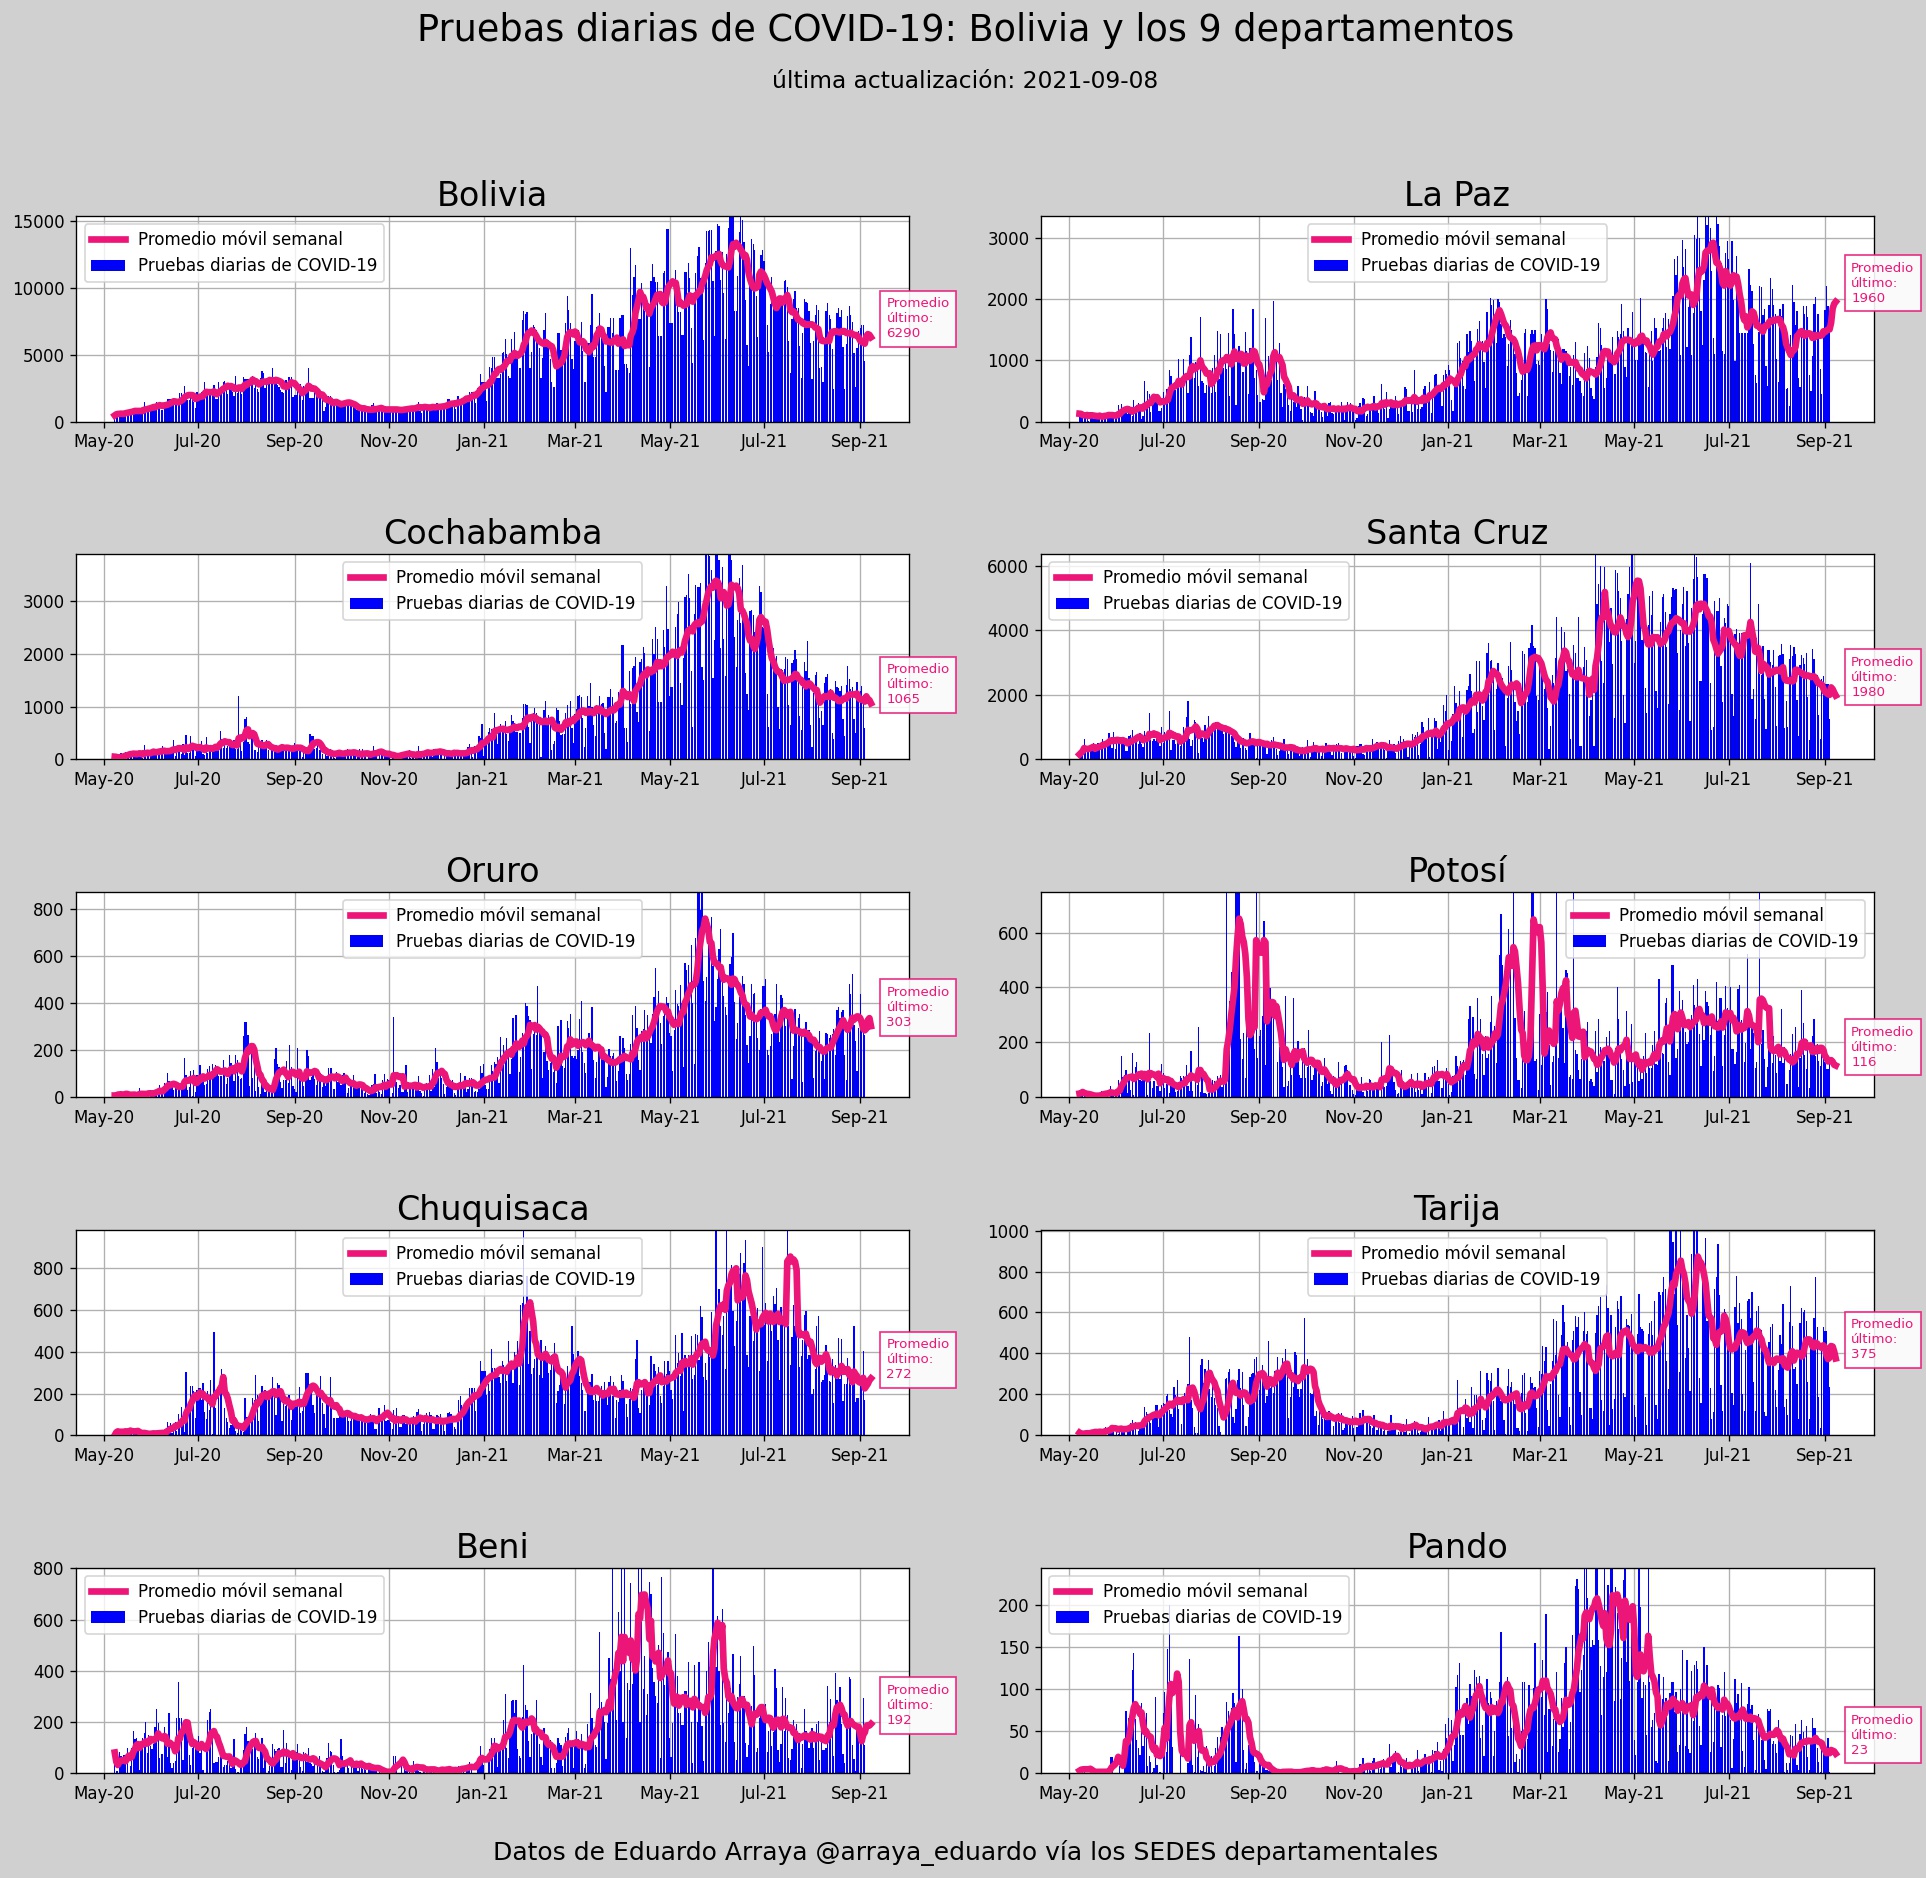 Pruebas diarias de COVID-19: Bolivia y los 9 departamentos
última actualización: 2021-09-08
Bolivia
15000
10000
5000
0
Promedio móvil semanal
Pruebas diarias de COVID-19
Promedio
último:
6290
May-20 Jul-20 Sep-20 Nov-20 Jan-21 Mar-21 May-21 Jul-21 Sep-21
La Paz
3000
2000
1000
0
Promedio móvil semanal
Pruebas diarias de COVID-19
Promedio
último:
1960
May-20 Jul-20 Sep-20 Nov-20 Jan-21 Mar-21 May-21 Jul-21 Sep-21
Cochabamba
3000
2000
1000
0
Promedio móvil semanal
Pruebas diarias de COVID-19
Promedio
último:
1065
May-20 Jul-20 Sep-20 Nov-20 Jan-21 Mar-21 May-21 Jul-21 Sep-21
Santa Cruz
6000
4000
2000
0
Promedio móvil semanal
Pruebas diarias de COVID-19
Promedio
último:
1980
May-20 Jul-20 Sep-20 Nov-20 Jan-21 Mar-21 May-21 Jul-21 Sep-21
Oruro
800
600
400
200
0
Promedio móvil semanal
Pruebas diarias de COVID-19
Promedio
último:
303
May-20 Jul-20 Sep-20 Nov-20 Jan-21 Mar-21 May-21 Jul-21 Sep-21
Potosí
600
400
200
0
Promedio móvil semanal
Pruebas diarias de COVID-19
Promedio
último:
116
May-20 Jul-20 Sep-20 Nov-20 Jan-21 Mar-21 May-21 Jul-21 Sep-21
Chuquisaca
800
600
400
200
0
Promedio móvil semanal
Pruebas diarias de COVID-19
Promedio
último:
272
May-20 Jul-20 Sep-20 Nov-20 Jan-21 Mar-21 May-21 Jul-21 Sep-21
Tarija
1000
800
600
400
200
0
Promedio móvil semanal
Pruebas diarias de COVID-19
Promedio
último:
375
May-20 Jul-20 Sep-20 Nov-20 Jan-21 Mar-21 May-21 Jul-21 Sep-21
Beni
800
600
400
200
0
Promedio móvil semanal
Pruebas diarias de COVID-19
Promedio
último:
192
May-20 Jul-20 Sep-20 Nov-20 Jan-21 Mar-21 May-21 Jul-21 Sep-21
Pando
200
150
100
50
0
Promedio móvil semanal
Pruebas diarias de COVID-19
Promedio
último:
23
May-20 Jul-20 Sep-20 Nov-20 Jan-21 Mar-21 May-21 Jul-21 Sep-21
Datos de Eduardo Arraya @arraya_eduardo vía los SEDES departamentales